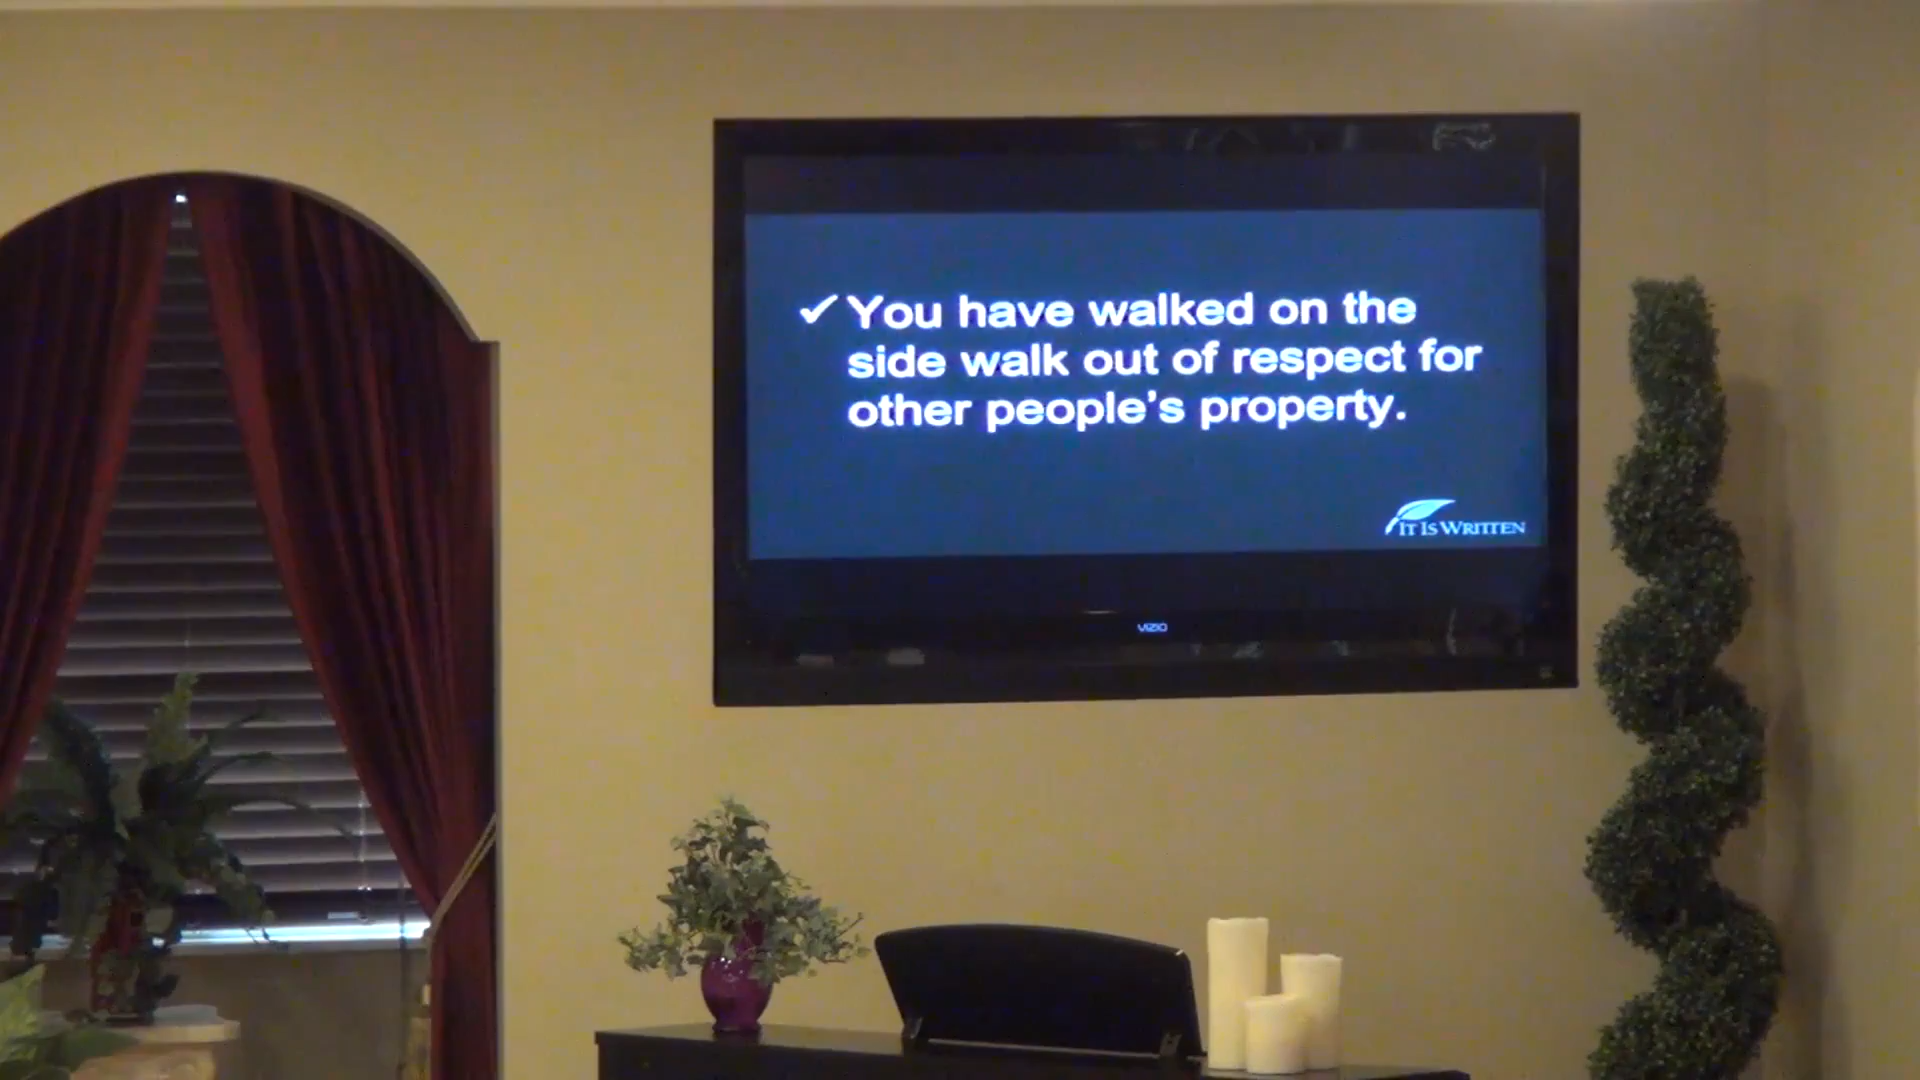 ✓ You have walked on the
side walk out of respect for
other people's property.
IT IS WRITTEN
VIZIO